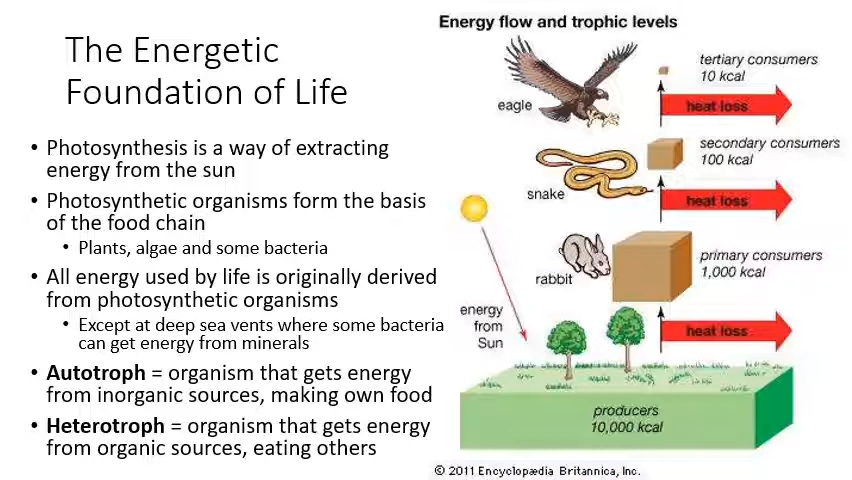 The Energetic
Foundation of Life
• Photosynthesis is a way of extracting
energy from the sun
• Photosynthetic organisms form the basis
of the food chain
• Plants, algae and some bacteria
• All energy used by life is originally derived
from photosynthetic organisms
• Except at deep sea vents where some bacteria
can get energy from minerals
• Autotroph = organism that gets energy
from inorganic sources, making own food
• Heterotroph = organism that gets energy
from organic sources, eating others
Energy flow and trophic levels
tertiary consumers
10 kcal
eagle
heat loss
secondary consumers
100 kcal
snake
heat loss
primary consumers
1,000 kcal
rabbit
energy
from
Sun
heat loss
producers
10,000 kcal
© 2011 Encyclopædia Britannica, Inc.